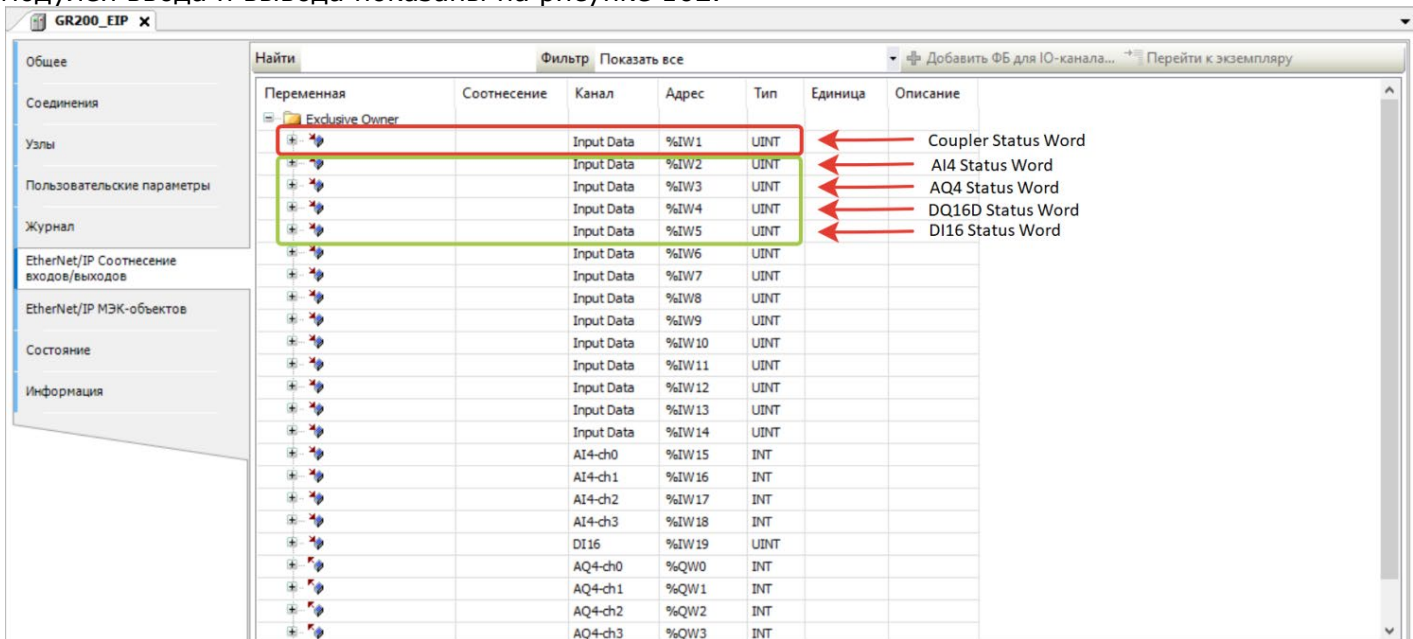 GR200_EIP
Найти Фильтр Показать все Добавить ФБ для IO-канала... Перейти к экземпляру
Общее
Соединения
Узлы
Пользовательские параметры
Журнал
EtherNet/IP Соотнесение
входов/выходов
EtherNet/IP МЭК-объектов
Состояние
Информация
Переменная Соотнесение Канал Адрес Тип Единица Описание
Exclusive Owner
Input Data %IW1 UINT Coupler Status Word
Input Data %IW2 UINT AI4 Status Word
Input Data %IW3 UINT AQ4 Status Word
Input Data %IW4 UINT DQ16D Status Word
Input Data %IW5 UINT DI16 Status Word
Input Data %IW6 UINT
Input Data %IW7 UINT
Input Data %IW8 UINT
Input Data %IW9 UINT
Input Data %IW10 UINT
Input Data %IW11 UINT
Input Data %IW12 UINT
Input Data %IW13 UINT
Input Data %IW14 UINT
AI4-ch0 %IW15 INT
AI4-ch1 %IW16 INT
AI4-ch2 %IW17 INT
AI4-ch3 %IW18 INT
DI16 %IW19 UINT
AQ4-ch0 %QW0 INT
AQ4-ch1 %QW1 INT
AQ4-ch2 %QW2 INT
AQ4-ch3 %QW3 INT